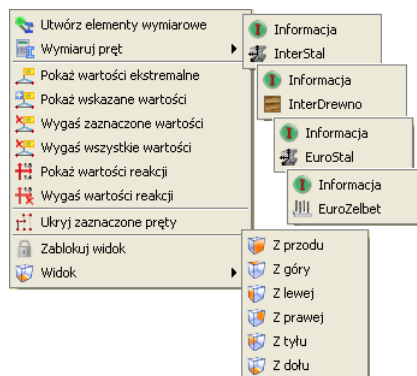 Utwórz elementy wymiarowe
Wymiaruj pręt
Pokaż wartości ekstremalne
Pokaż wskazane wartości
Wygaś zaznaczone wartości
Wygaś wszystkie wartości
Pokaż wartości reakcji
Wygaś wartości reakcji
Ukryj zaznaczone pręty
Zablokuj widok
Widok
Informacja
InterStal
Informacja
InterDrewno
Informacja
EuroStal
Informacja
EuroZelbet
Z przodu
Z góry
Z lewej
Z prawej
Z tyłu
Z dołu